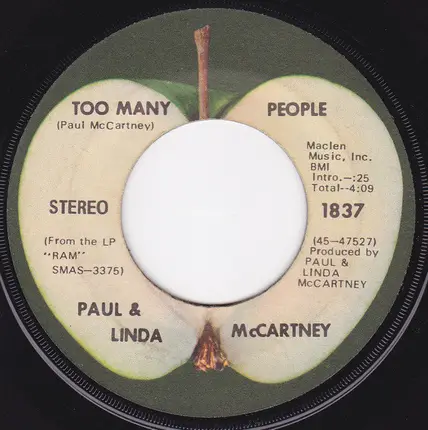 TOO MANY PEOPLE
(Paul McCartney)
Maclen
Music, Inc.
BMI
Intro.—:25
Total--4:09
STEREO
1837
(From the LP
"RAM"
SMAS—3375)
(45—47527)
Produced by
PAUL &
LINDA
McCARTNEY
PAUL &
LINDA McCARTNEY